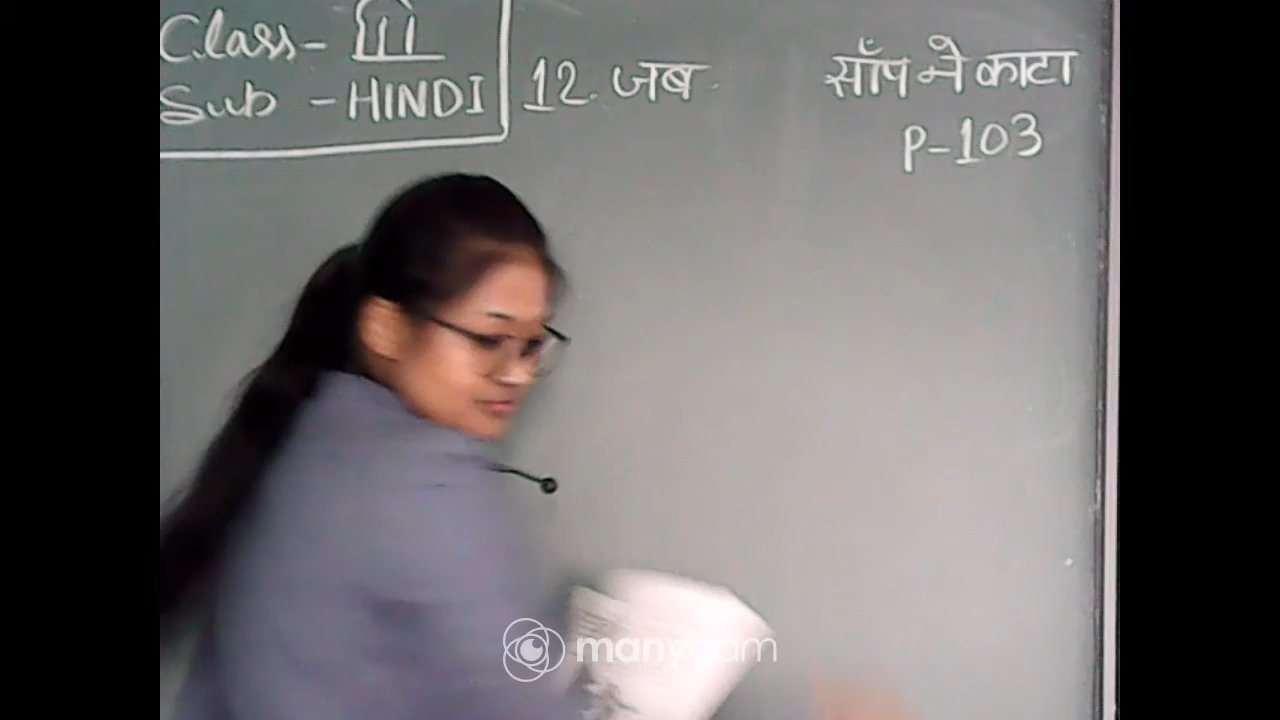 Class - III
Sub - HINDI
12. जब साँप ने काटा
P-103
manycam